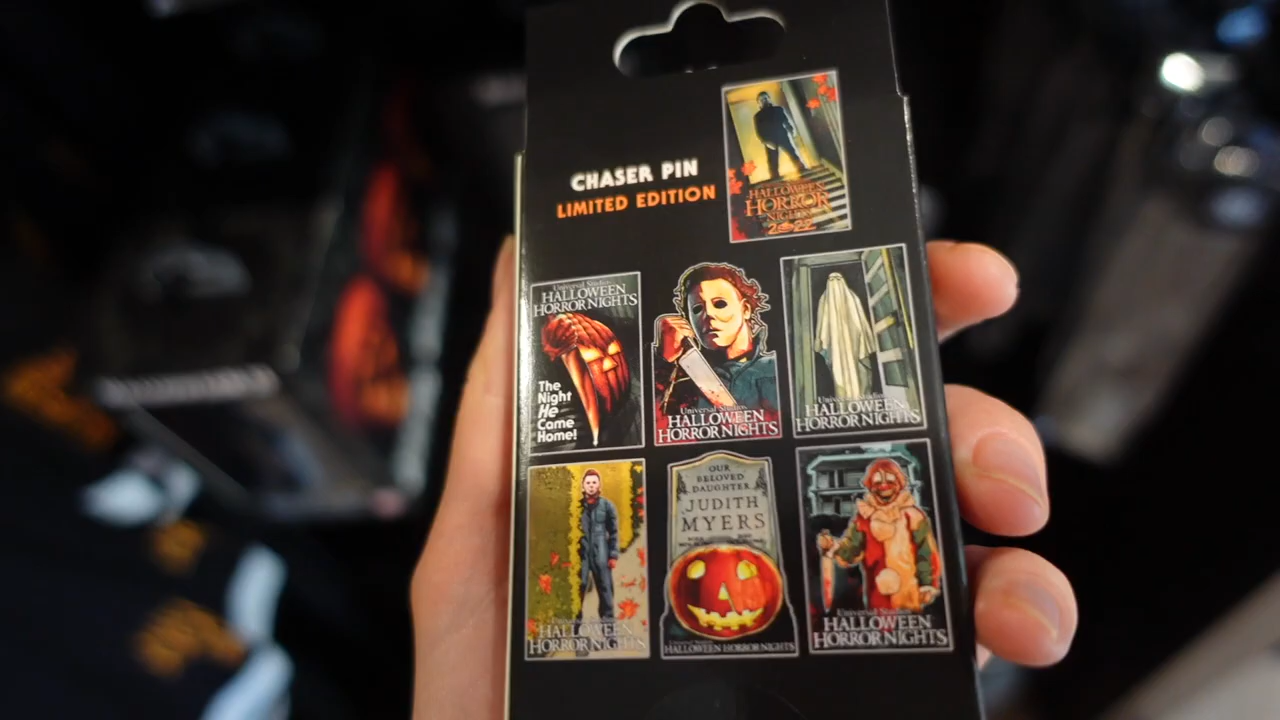 CHASER PIN
LIMITED EDITION
HALLOWEEN
HORROR
NIGHTS
2022
Universal Studios
HALLOWEEN
HORROR NIGHTS
The
Night
He
Came
Home!
Universal Studios
HALLOWEEN
HORROR NIGHTS
Universal Studios
HALLOWEEN
HORROR NIGHTS
HALLOWEEN
HORROR NIGHTS
OUR
BELOVED
DAUGHTER
JUDITH
MYERS
Universal Studios
HALLOWEEN HORROR NIGHTS
Universal Studios
HALLOWEEN
HORROR NIGHTS